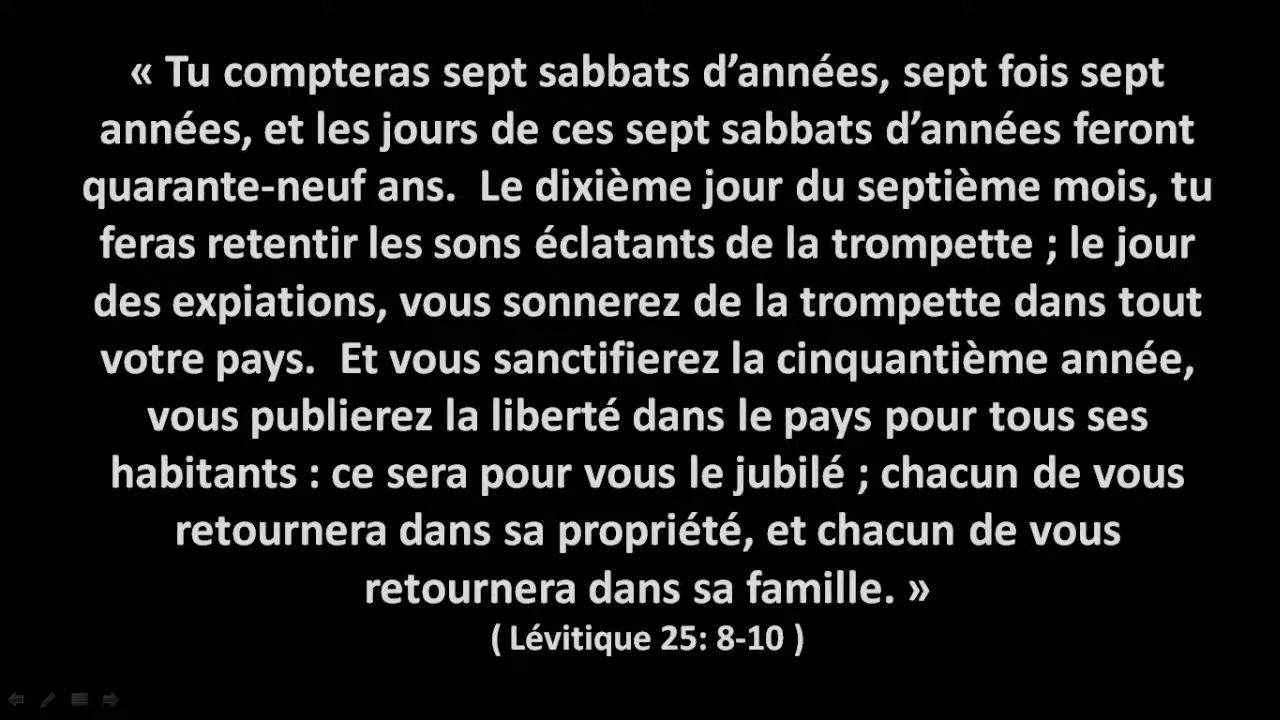 « Tu compteras sept sabbats d’années, sept fois sept
années, et les jours de ces sept sabbats d’années feront
quarante-neuf ans.  Le dixième jour du septième mois, tu
feras retentir les sons éclatants de la trompette ; le jour
des expiations, vous sonnerez de la trompette dans tout
votre pays.  Et vous sanctifierez la cinquantième année,
vous publierez la liberté dans le pays pour tous ses
habitants : ce sera pour vous le jubilé ; chacun de vous
retournera dans sa propriété, et chacun de vous
retournera dans sa famille. »
( Lévitique 25: 8-10 )